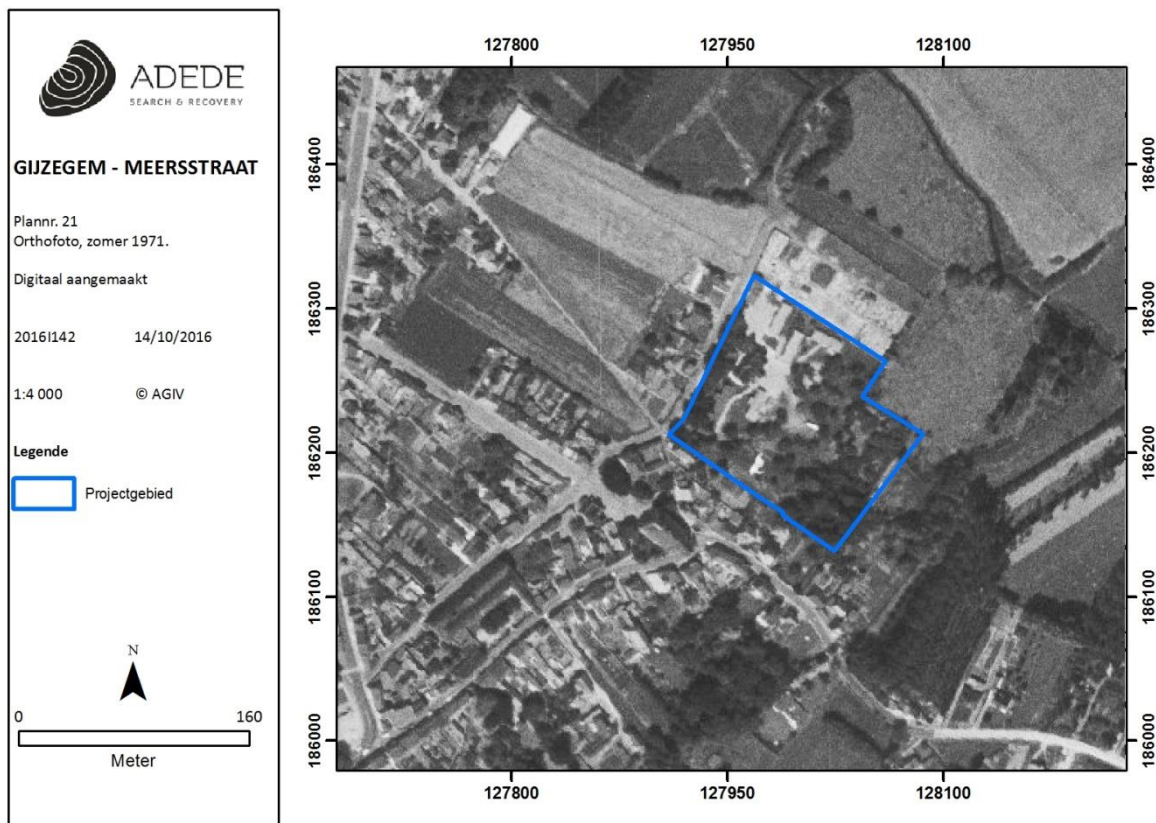 ADEDE
SEARCH & RECOVERY
GIJZEGEM - MEERSSTRAAT
Plannr. 21
Orthofoto, zomer 1971.
Digitaal aangemaakt
2016I142 14/10/2016
1:4 000 © AGIV
Legende
Projectgebied
N
0 160
Meter
127800 127950 128100
186400 186400
186300 186300
186200 186200
186100 186100
186000 186000
127800 127950 128100